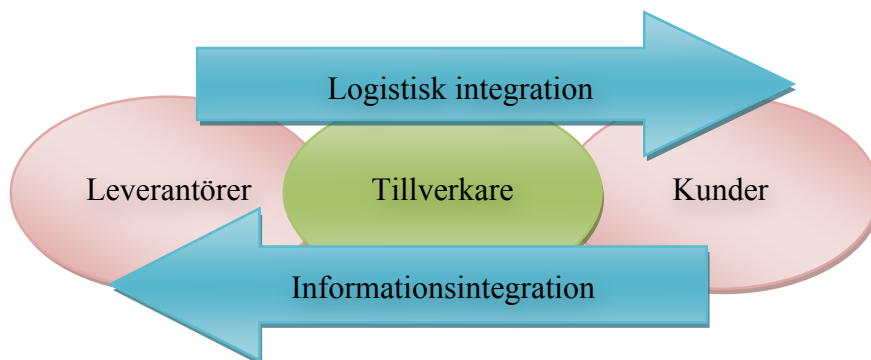 Logistisk integration
Leverantörer
Tillverkare
Kunder
Informationsintegration